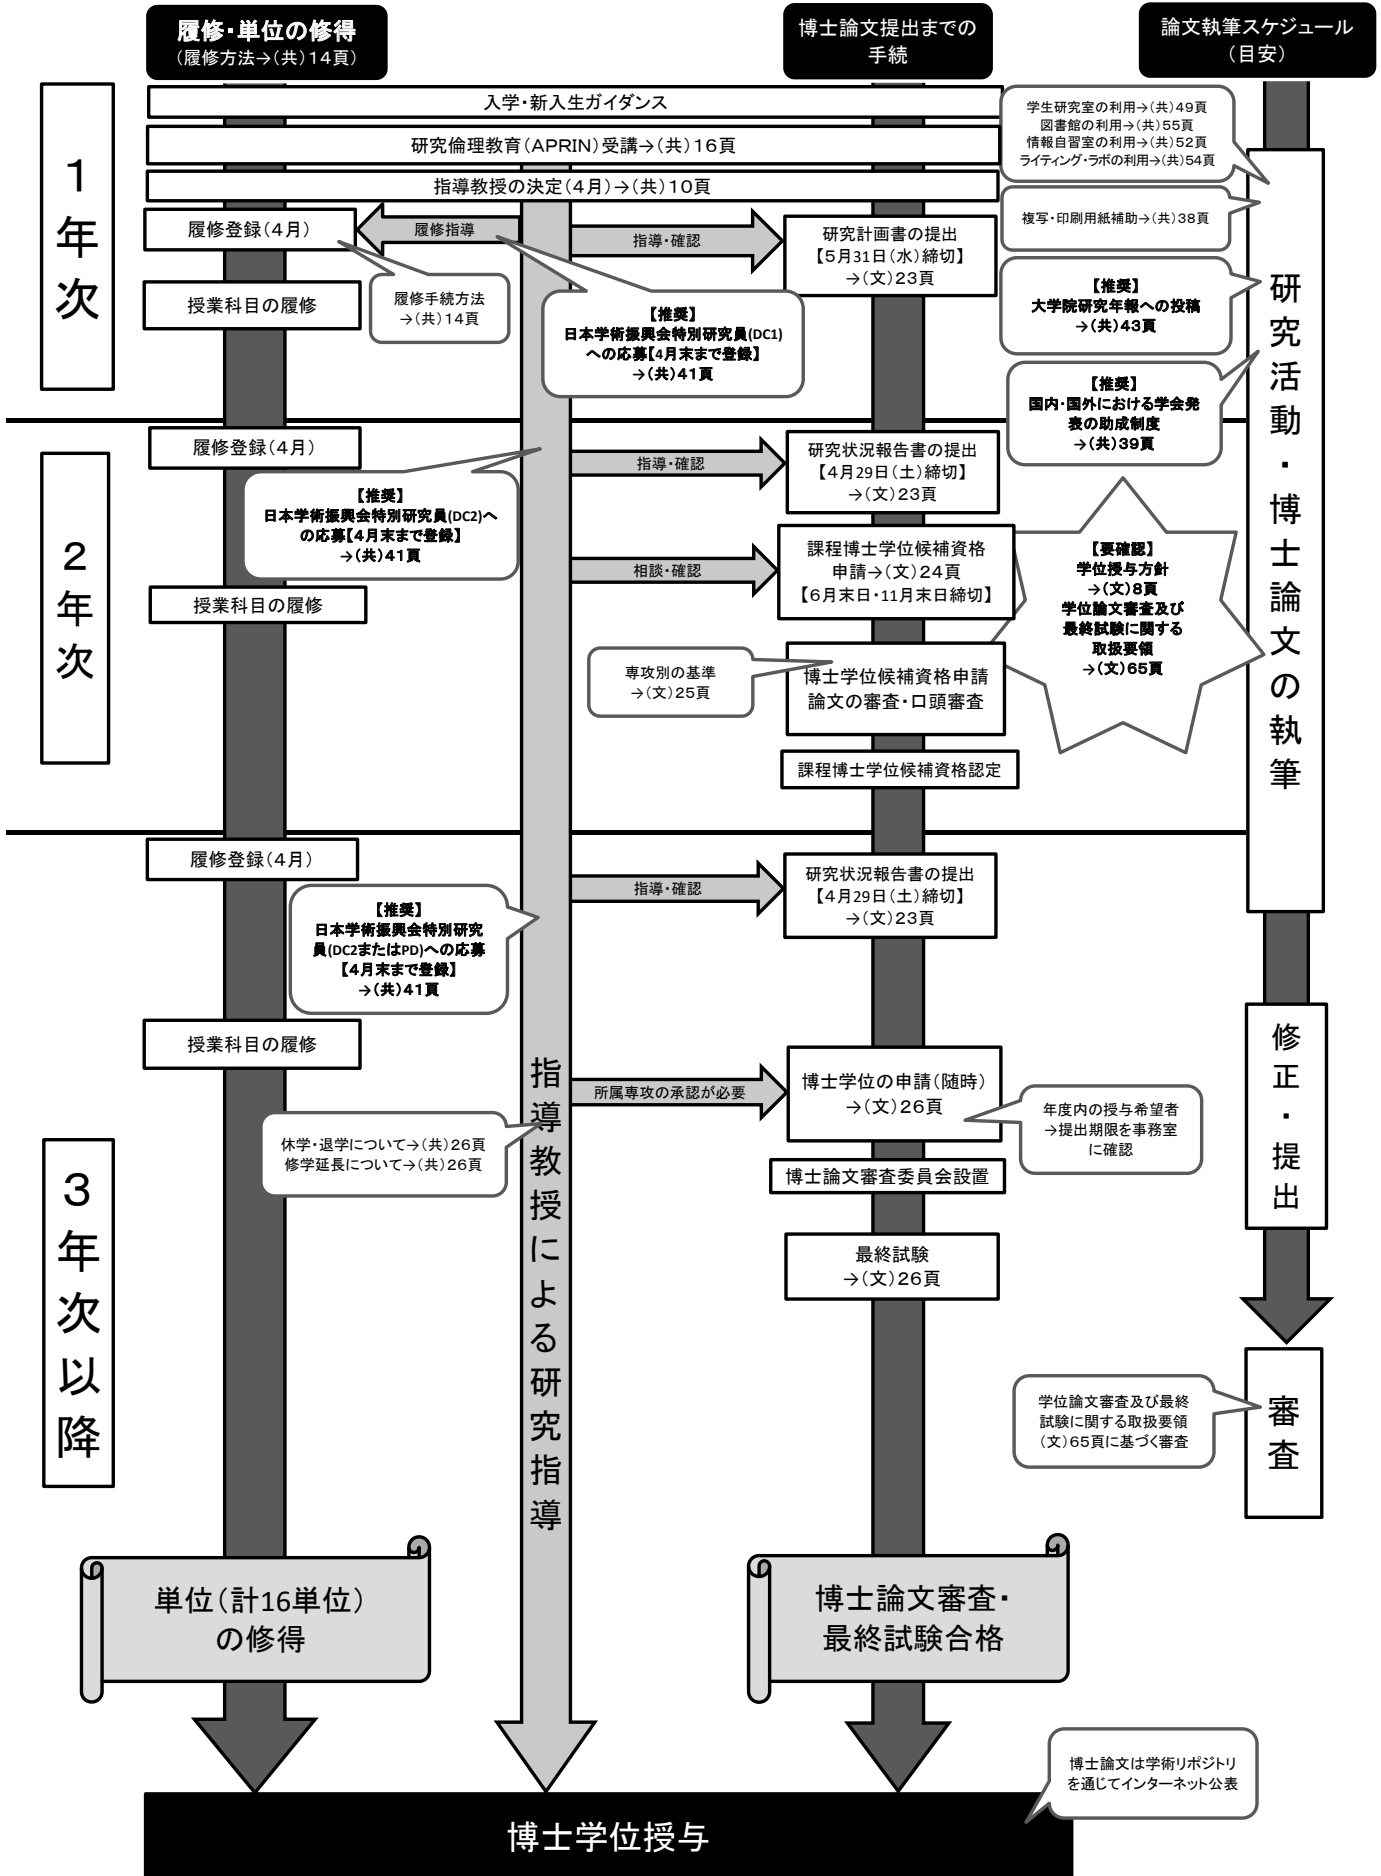 履修・単位の修得
(履修方法→(共)14頁)
博士論文提出までの
手続
論文執筆スケジュール
(目安)
1年次
入学・新入生ガイダンス
研究倫理教育(APRIN)受講→(共)16頁
指導教授の決定(4月)→(共)10頁
学生研究室の利用→(共)49頁
図書館の利用→(共)55頁
情報自習室の利用→(共)52頁
ライティング・ラボの利用→(共)54頁
履修登録(4月)
履修指導
指導・確認
研究計画書の提出
【5月31日(水)締切】
→(文)23頁
複写・印刷用紙補助→(共)38頁
履修手続方法
→(共)14頁
授業科目の履修
【推奨】
日本学術振興会特別研究員(DC1)
への応募【4月末まで登録】
→(共)41頁
【推奨】
大学院研究年報への投稿
→(共)43頁
【推奨】
国内・国外における学会発
表の助成制度
→(共)39頁
研究活動・博士論文の執筆
2年次
履修登録(4月)
指導・確認
研究状況報告書の提出
【4月29日(土)締切】
→(文)23頁
【推奨】
日本学術振興会特別研究員(DC2)へ
の応募【4月末まで登録】
→(共)41頁
相談・確認
課程博士学位候補資格
申請→(文)24頁
【6月末日・11月末日締切】
【要確認】
学位授与方針
→(文)8頁
学位論文審査及び
最終試験に関する
取扱要領
→(文)65頁
授業科目の履修
専攻別の基準
→(文)25頁
博士学位候補資格申請
論文の審査・口頭審査
課程博士学位候補資格認定
3年次以降
履修登録(4月)
指導・確認
研究状況報告書の提出
【4月29日(土)締切】
→(文)23頁
【推奨】
日本学術振興会特別研究
員(DC2またはPD)への応募
【4月末まで登録】
→(共)41頁
授業科目の履修
指導教授による研究指導
所属専攻の承認が必要
博士学位の申請(随時)
→(文)26頁
年度内の授与希望者
→提出期限を事務室
に確認
修正・提出
休学・退学について→(共)26頁
修学延長について→(共)26頁
博士論文審査委員会設置
最終試験
→(文)26頁
学位論文審査及び最終
試験に関する取扱要領
(文)65頁に基づく審査
審査
単位(計16単位)
の修得
博士論文審査・
最終試験合格
博士論文は学術リポジトリ
を通じてインターネット公表
博士学位授与